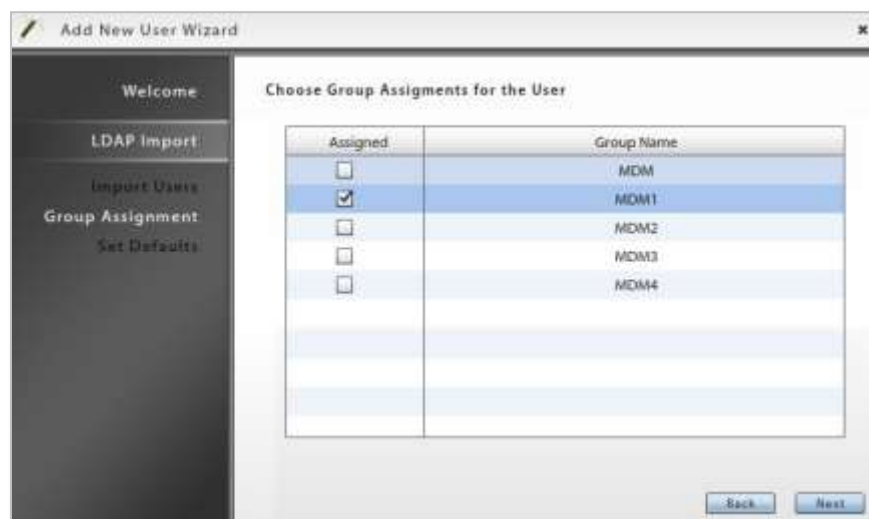 Add New User Wizard
Welcome
LDAP Import
Import Users
Group Assignment
Set Defaults
Choose Group Assigments for the User
Assigned Group Name
MDM
MDM1
MDM2
MDM3
MDM4
Back Next